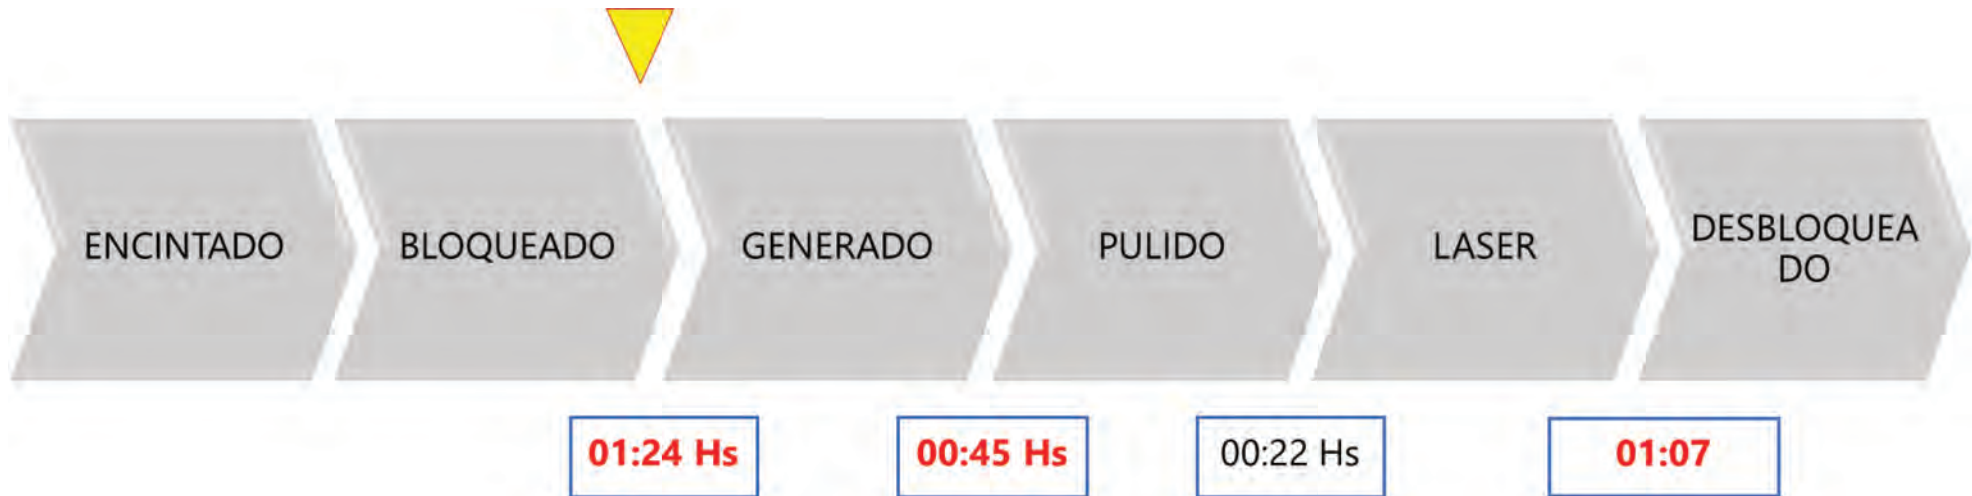 ENCINTADO
BLOQUEADO
GENERADO
PULIDO
LASER
DESBLOQUEA
DO
01:24 Hs
00:45 Hs
00:22 Hs
01:07